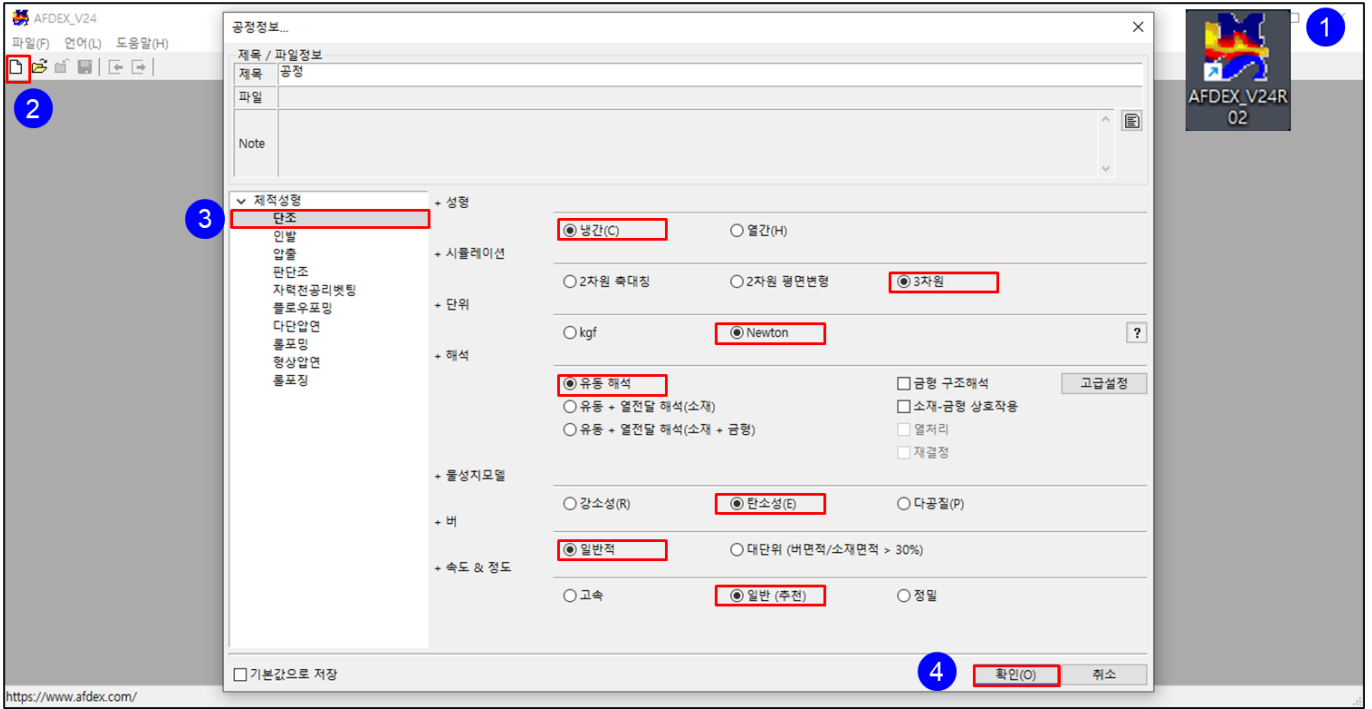 AFDEX_V24
파일(F) 언어(L) 도움말(H)
1
AFDEX_V24R
02
2
공정정보...
제목 / 파일정보
제목 공정
파일
Note
3
체적성형
단조
인발
압출
판단조
자력천공리벳팅
플로우포밍
다단압연
롤포밍
형상압연
롤포징
+ 성형
냉간(C) 열간(H)
+ 시뮬레이션
2차원 축대칭 2차원 평면변형 3차원
+ 단위
kgf Newton ?
+ 해석
유동 해석 금형 구조해석 고급설정
유동 + 열전달 해석(소재) 소재-금형 상호작용
유동 + 열전달 해석(소재 + 금형) 열처리
재결정
+ 물성치모델
강소성(R) 탄소성(E) 다공질(P)
+ 버
일반적 대단위 (버면적/소재면적 > 30%)
+ 속도 & 정도
고속 일반 (추천) 정밀
기본값으로 저장
4
확인(O) 취소
https://www.afdex.com/